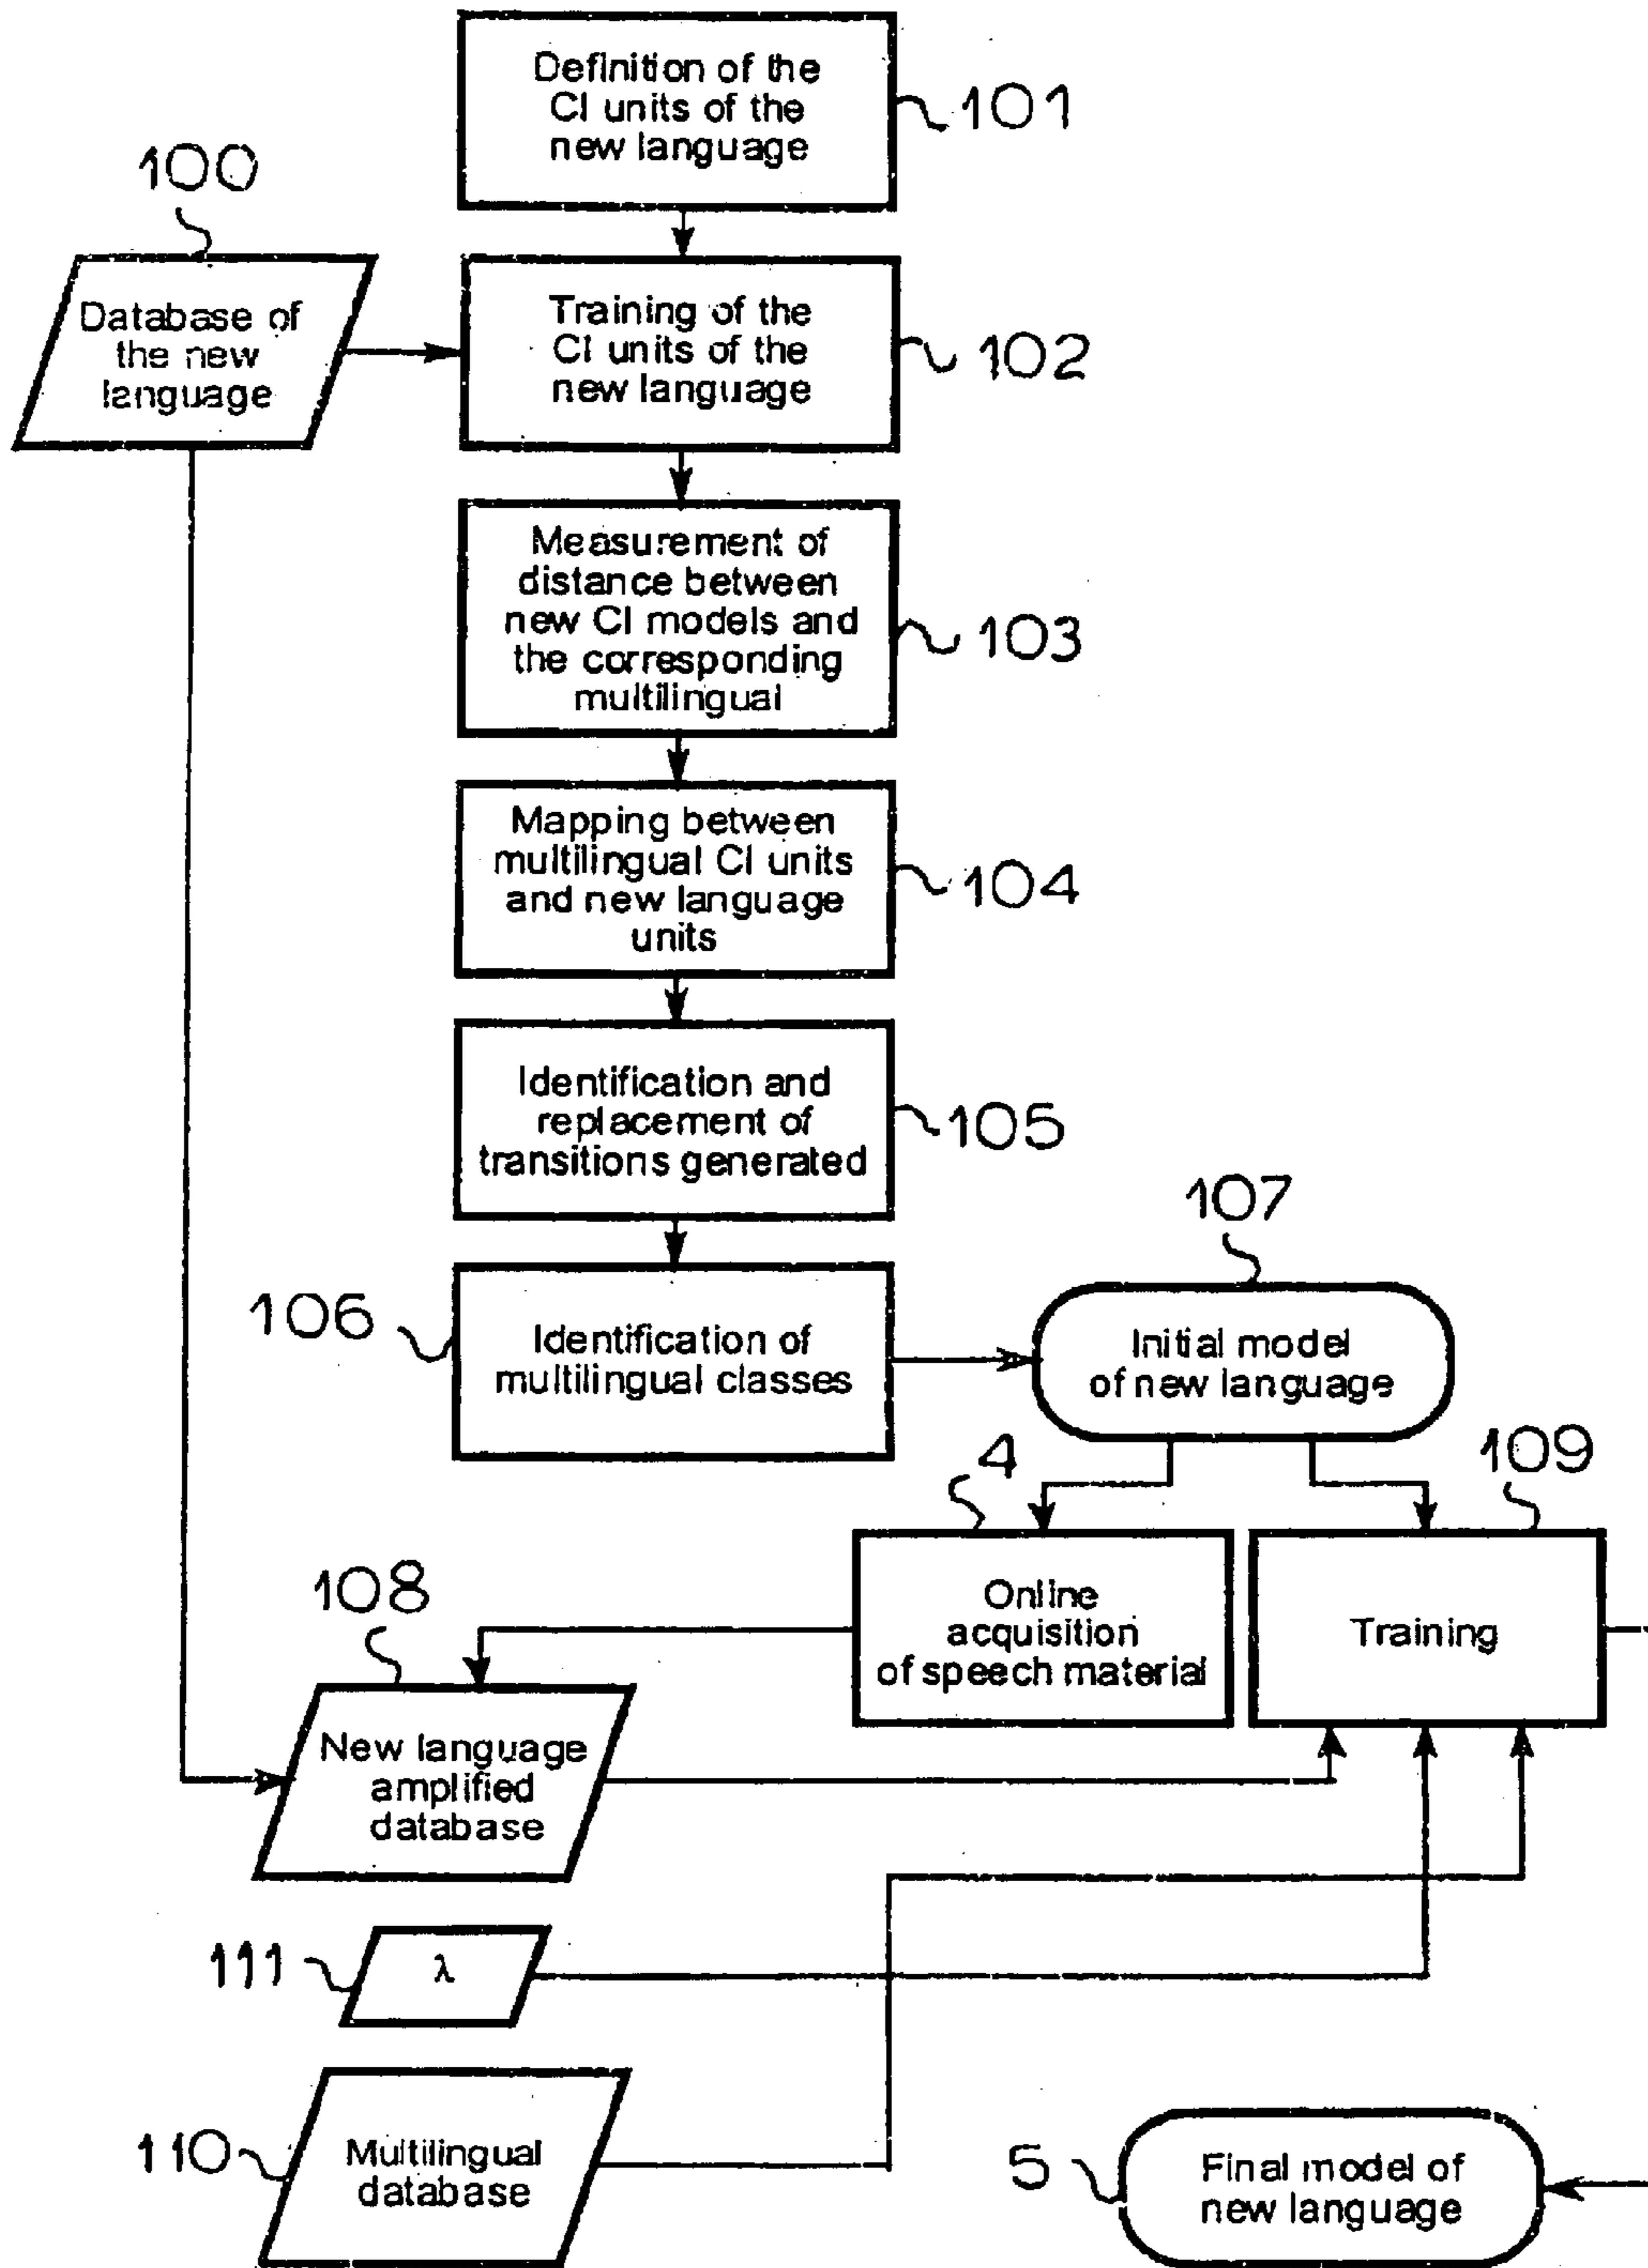 Definition of the
CI units of the
new language
101
100
Database of
the new
language
Training of the
CI units of the
new language
102
Measurement of
distance between
new CI models and
the corresponding
multilingual
103
Mapping between
multilingual CI units
and new language
units
104
Identification and
replacement of
transitions generated
105
106
Identification of
multilingual classes
107
Initial model
of new language
4
Online
acquisition
of speech material
109
Training
108
New language
amplified
database
111
λ
110
Multilingual
database
5
Final model of
new language